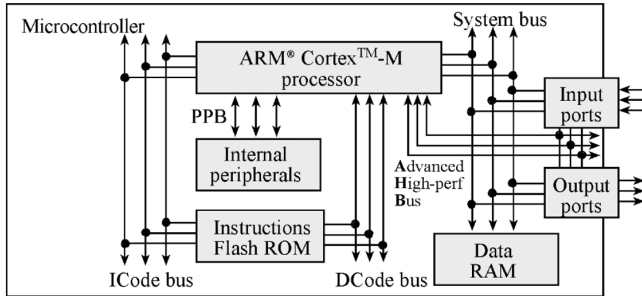 Microcontroller
System bus
ARM® Cortex™-M
processor
Input
ports
PPB
Internal
peripherals
Advanced
High-perf
Bus
Output
ports
Instructions
Flash ROM
Data
RAM
ICode bus
DCode bus